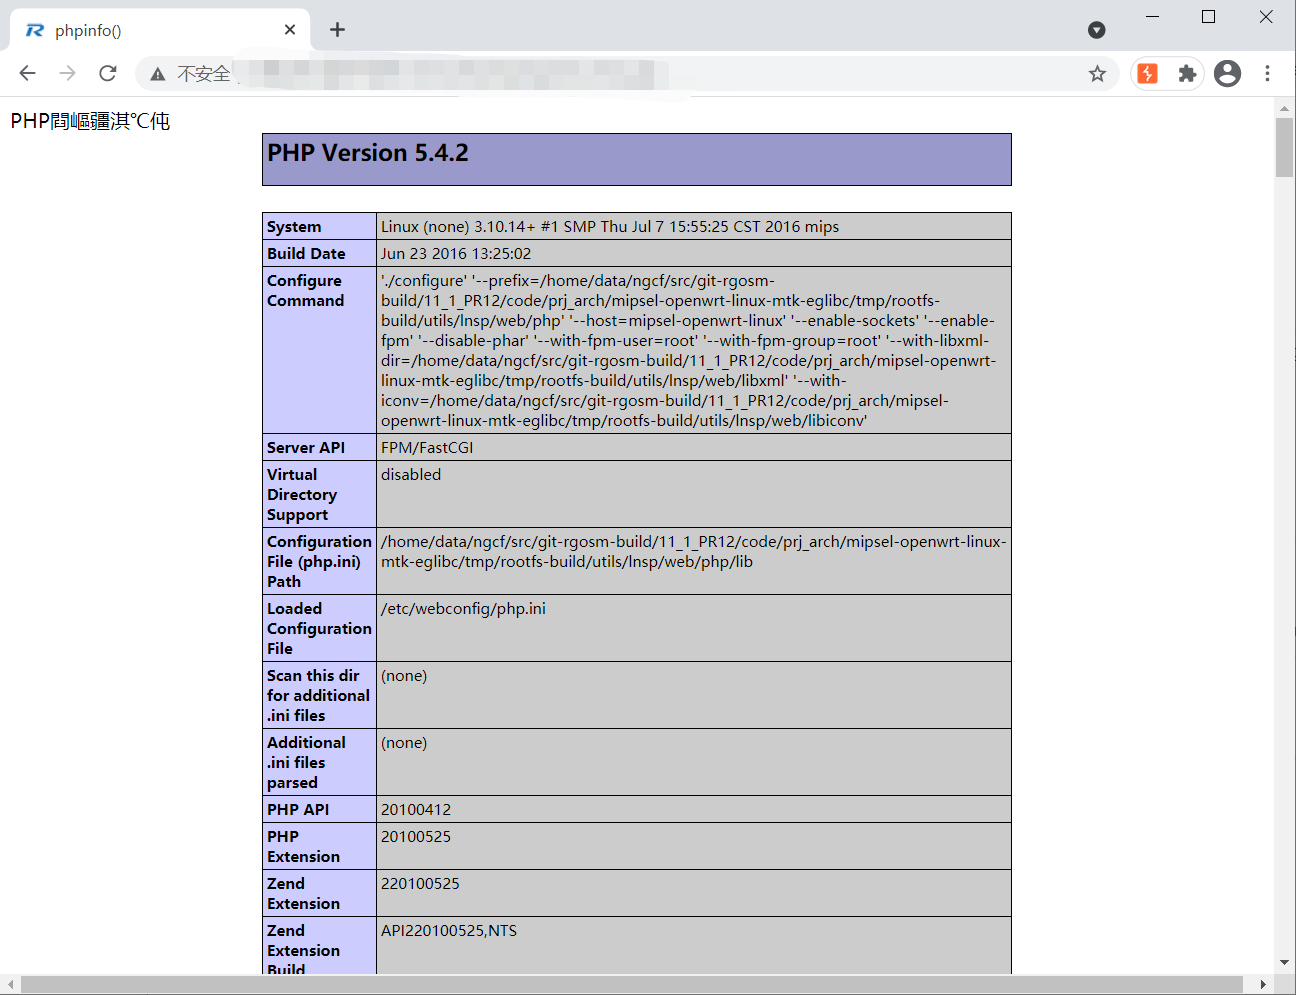 phpinfo()
不安全
PHP閰嶇疆淇℃伅
PHP Version 5.4.2
System Linux (none) 3.10.14+ #1 SMP Thu Jul 7 15:55:25 CST 2016 mips
Build Date Jun 23 2016 13:25:02
Configure Command './configure' '--prefix=/home/data/ngcf/src/git-rgosm-
build/11_1_PR12/code/prj_arch/mipsel-openwrt-linux-mtk-eglibc/tmp/rootfs-
build/utils/lnsp/web/php' '--host=mipsel-openwrt-linux' '--enable-sockets' '--enable-
fpm' '--disable-phar' '--with-fpm-user=root' '--with-fpm-group=root' '--with-libxml-
dir=/home/data/ngcf/src/git-rgosm-build/11_1_PR12/code/prj_arch/mipsel-openwrt-
linux-mtk-eglibc/tmp/rootfs-build/utils/lnsp/web/libxml' '--with-
iconv=/home/data/ngcf/src/git-rgosm-build/11_1_PR12/code/prj_arch/mipsel-
openwrt-linux-mtk-eglibc/tmp/rootfs-build/utils/lnsp/web/libiconv'
Server API FPM/FastCGI
Virtual Directory Support disabled
Configuration File (php.ini) Path /home/data/ngcf/src/git-rgosm-build/11_1_PR12/code/prj_arch/mipsel-openwrt-linux-
mtk-eglibc/tmp/rootfs-build/utils/lnsp/web/php/lib
Loaded Configuration File /etc/webconfig/php.ini
Scan this dir for additional .ini files (none)
Additional .ini files parsed (none)
PHP API 20100412
PHP Extension 20100525
Zend Extension 220100525
Zend Extension Build API220100525,NTS